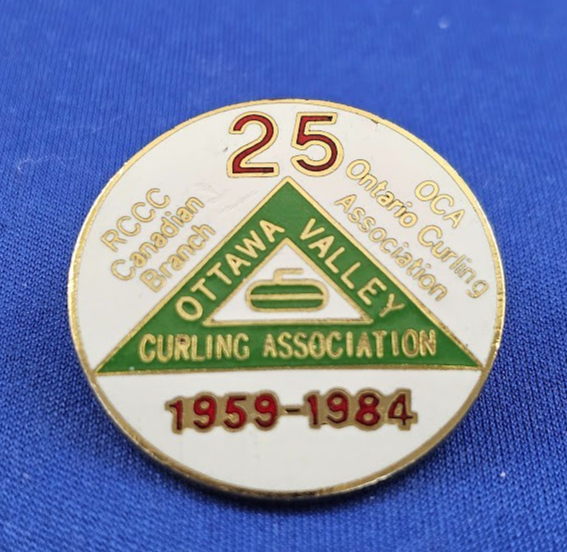 25
RCCC
Canadian
Branch
OCA
Ontario Curling
Association
OTTAWA VALLEY
CURLING ASSOCIATION
1959-1984